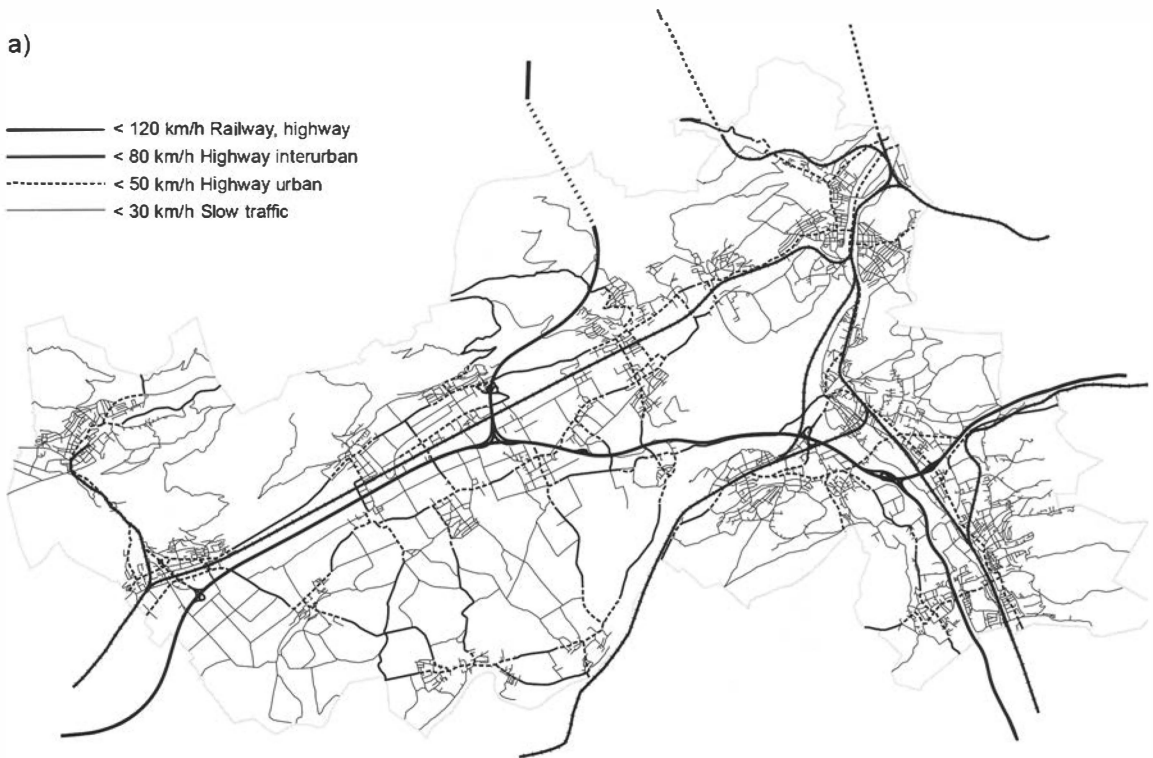 a)
< 120 km/h Railway, highway
< 80 km/h Highway interurban
< 50 km/h Highway urban
< 30 km/h Slow traffic